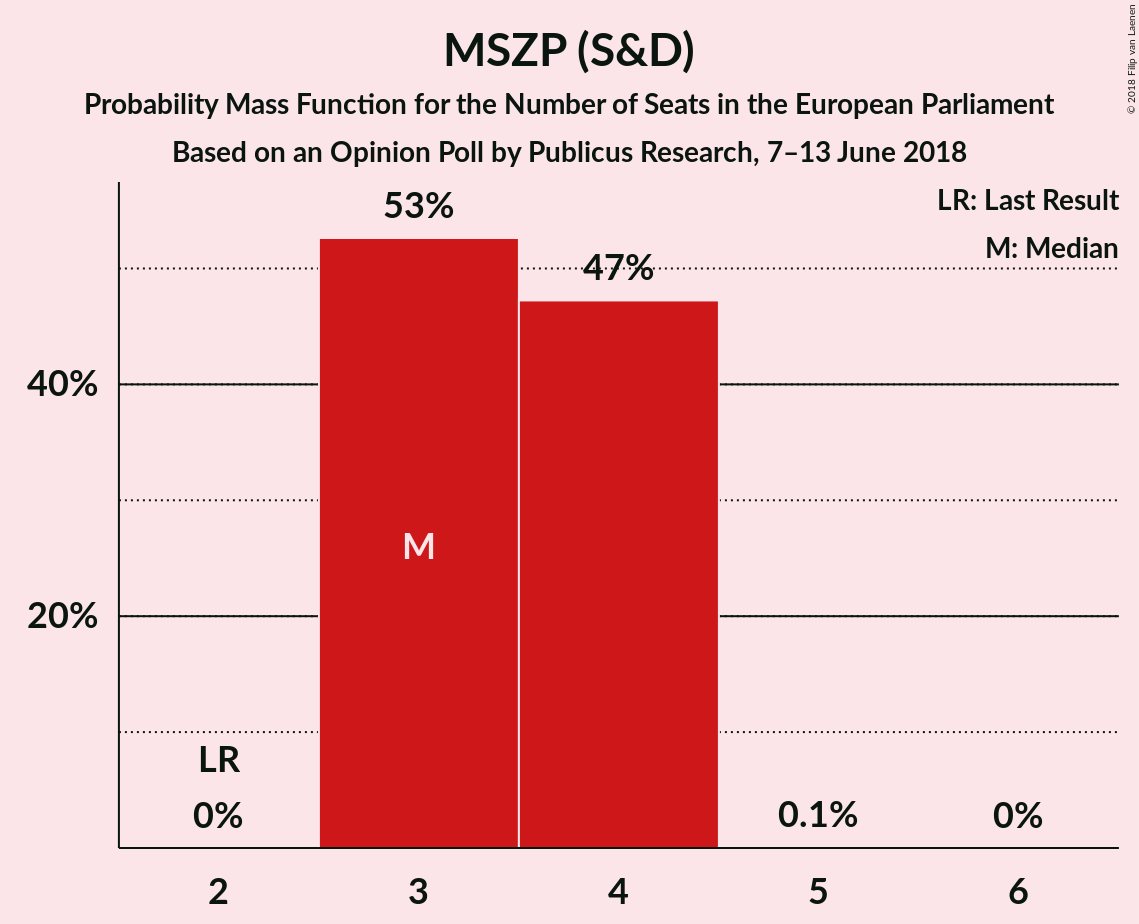 MSZP (S&D)
Probability Mass Function for the Number of Seats in the European Parliament
Based on an Opinion Poll by Publicus Research, 7–13 June 2018
© 2018 Filip van Laenen
LR: Last Result
M: Median
53%
47%
40%
20%
M
LR
0%
0.1%
0%
2 3 4 5 6